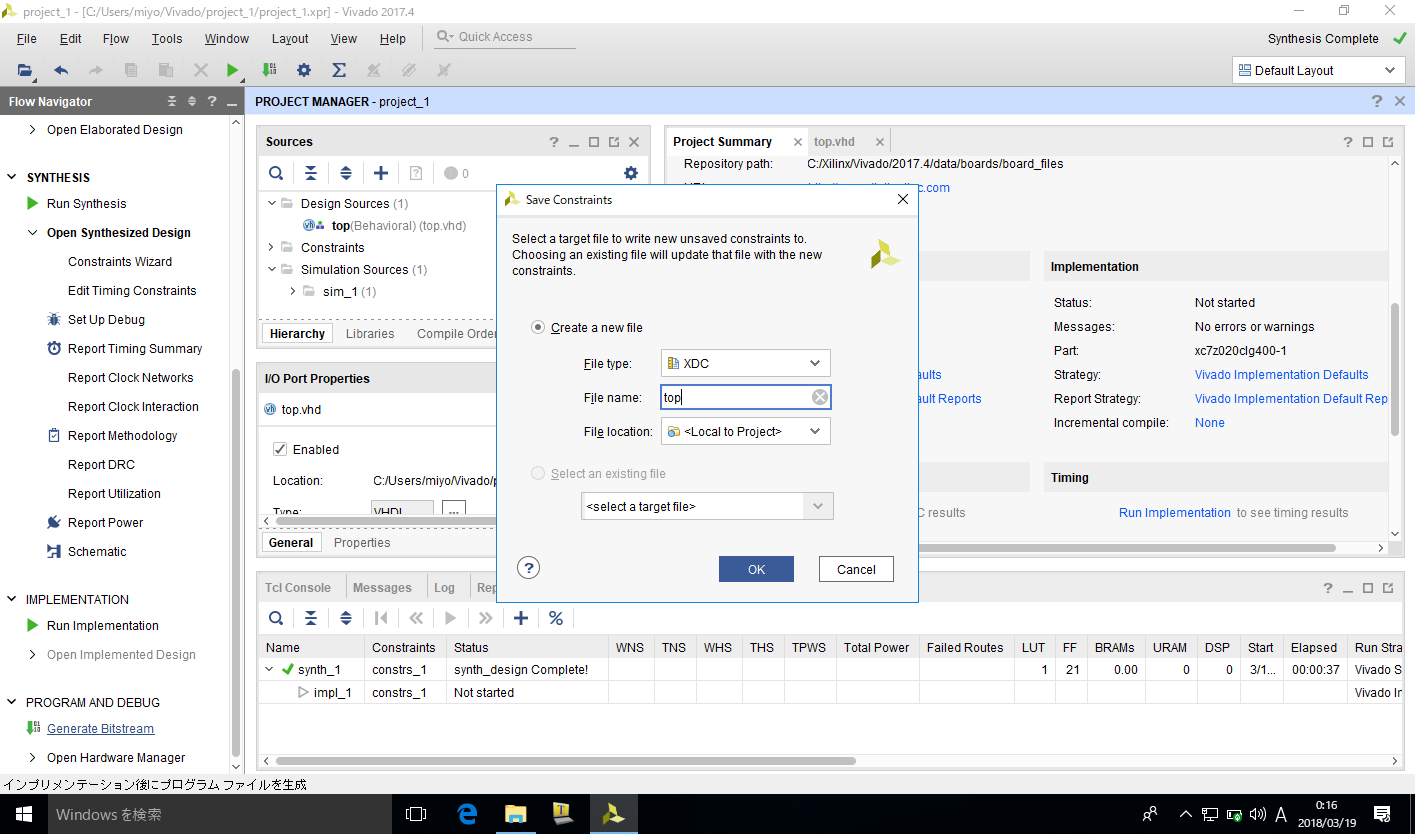 project_1 - [C:/Users/miyo/Vivado/project_1/project_1.xpr] - Vivado 2017.4
File Edit Flow Tools Window Layout View Help Quick Access Synthesis Complete
Default Layout
Flow Navigator
PROJECT MANAGER - project_1
Open Elaborated Design
SYNTHESIS
Run Synthesis
Open Synthesized Design
Constraints Wizard
Edit Timing Constraints
Set Up Debug
Report Timing Summary
Report Clock Networks
Report Clock Interaction
Report Methodology
Report DRC
Report Utilization
Report Power
Schematic
IMPLEMENTATION
Run Implementation
Open Implemented Design
PROGRAM AND DEBUG
Generate Bitstream
Open Hardware Manager
Sources
0
Design Sources (1)
top(Behavioral) (top.vhd)
Constraints
Simulation Sources (1)
sim_1 (1)
Hierarchy Libraries Compile Order
I/O Port Properties
top.vhd
Enabled
Location: C:/Users/miyo/Vivado/p
Type: VHDL ...
General Properties
Project Summary top.vhd
Repository path: C:/Xilinx/Vivado/2017.4/data/boards/board_files
c.com
Implementation
Status: Not started
Messages: No errors or warnings
Part: xc7z020clg400-1
aults Strategy: Vivado Implementation Defaults
ault Reports Report Strategy: Vivado Implementation Default Rep
Incremental compile: None
Timing
C results Run Implementation to see timing results
Save Constraints
Select a target file to write new unsaved constraints to.
Choosing an existing file will update that file with the new
constraints.
Create a new file
File type: XDC
File name: top
File location: <Local to Project>
Select an existing file
<select a target file>
? OK Cancel
Tcl Console Messages Log Rep
Name Constraints Status WNS TNS WHS THS TPWS Total Power Failed Routes LUT FF BRAMs URAM DSP Start Elapsed Run Stra
synth_1 constrs_1 synth_design Complete! 1 21 0.00 0 0 3/1... 00:00:37 Vivado S
impl_1 constrs_1 Not started Vivado In
インプリメンテーション後にプログラム ファイルを生成
Windows を検索
A
0:16
2018/03/19